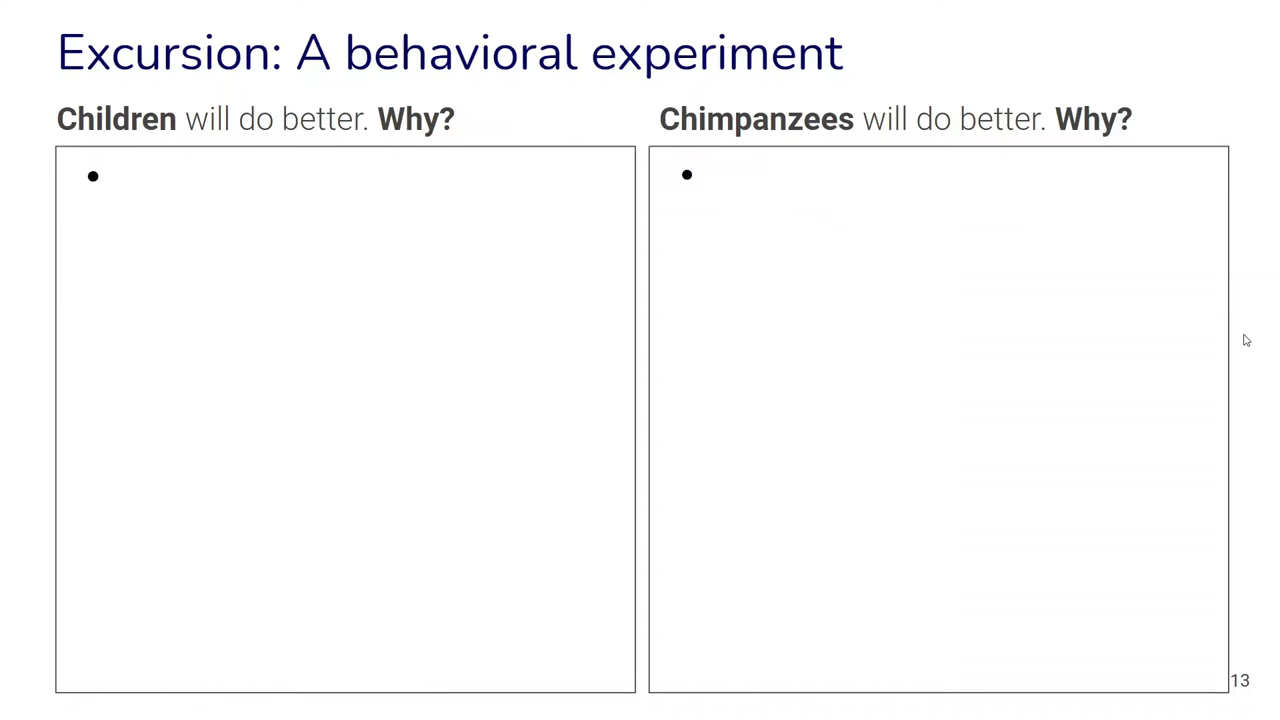 Excursion: A behavioral experiment
Children will do better. Why?
Chimpanzees will do better. Why?
•
•
13